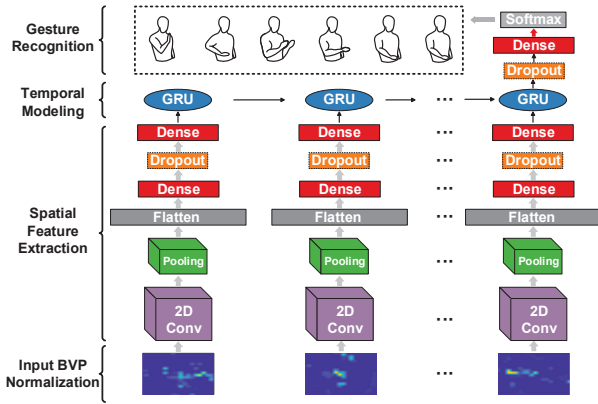 Gesture
Recognition
Softmax
Dense
Dropout
Temporal
Modeling
GRU
GRU
...
GRU
Dense
Dense
...
Dense
Dropout
Dropout
...
Dropout
Dense
Dense
...
Dense
Spatial
Feature
Extraction
Flatten
Flatten
...
Flatten
Pooling
Pooling
...
Pooling
2D
Conv
2D
Conv
...
2D
Conv
Input BVP
Normalization
...